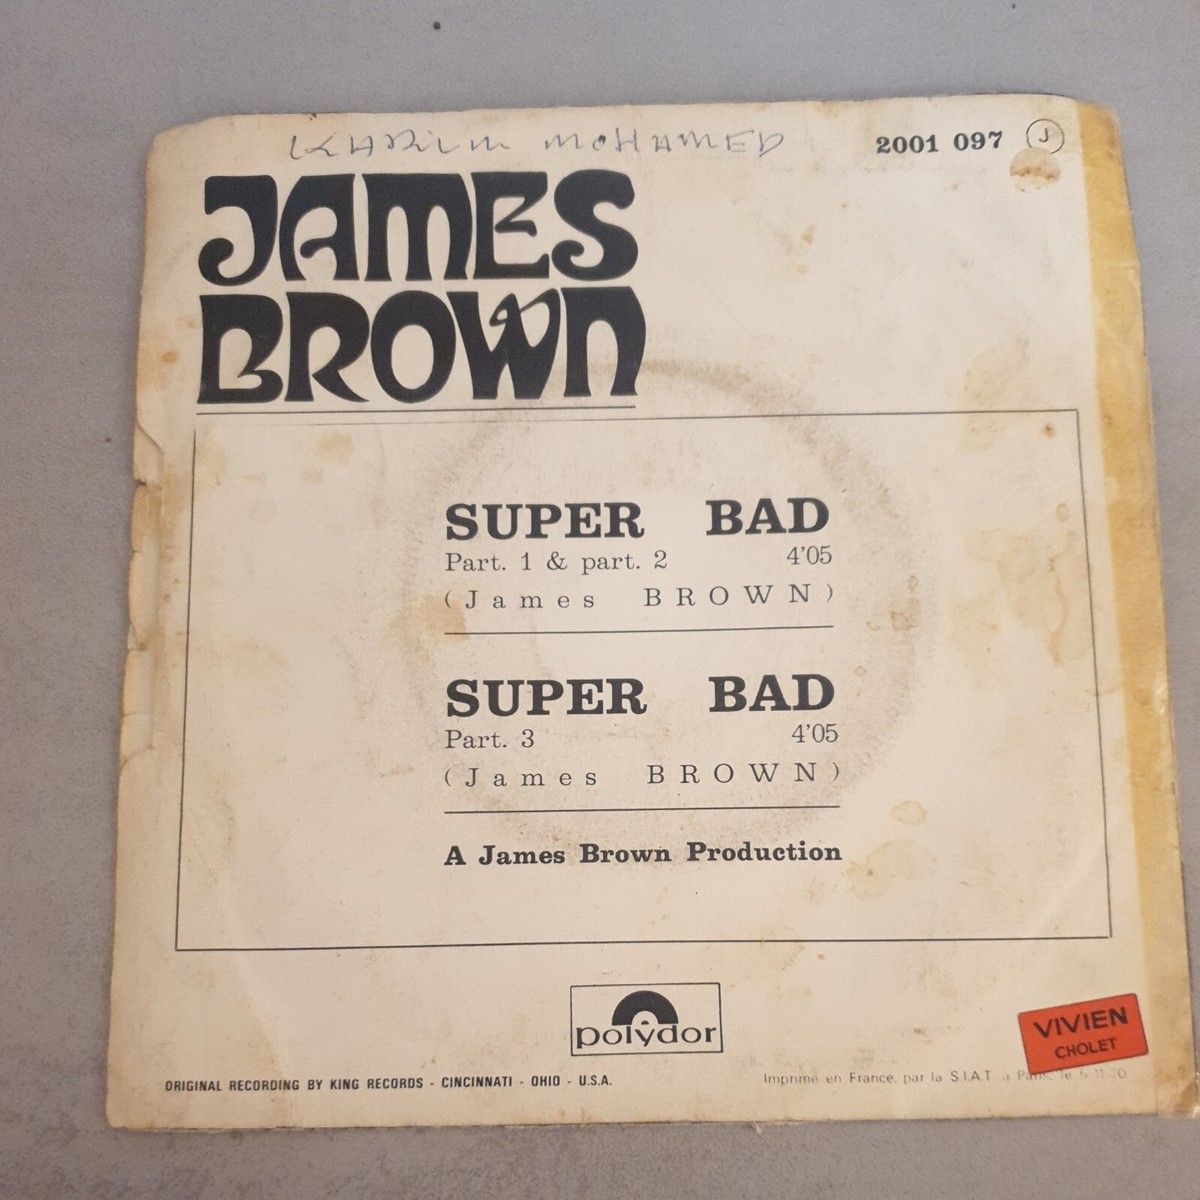 KARIM MOHAMED
2001 097 J
JAMES
BROWN
SUPER BAD
Part. 1 & part. 2 4'05
(James BROWN)
SUPER BAD
Part. 3 4'05
(James BROWN)
A James Brown Production
polydor
VIVIEN
CHOLET
ORIGINAL RECORDING BY KING RECORDS - CINCINNATI - OHIO - U.S.A.
Imprimé en France, par la S.I.A.T. à Paris, le